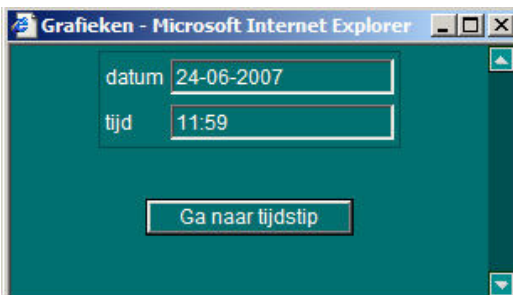 Grafieken - Microsoft Internet Explorer
datum 24-06-2007
tijd 11:59
Ga naar tijdstip